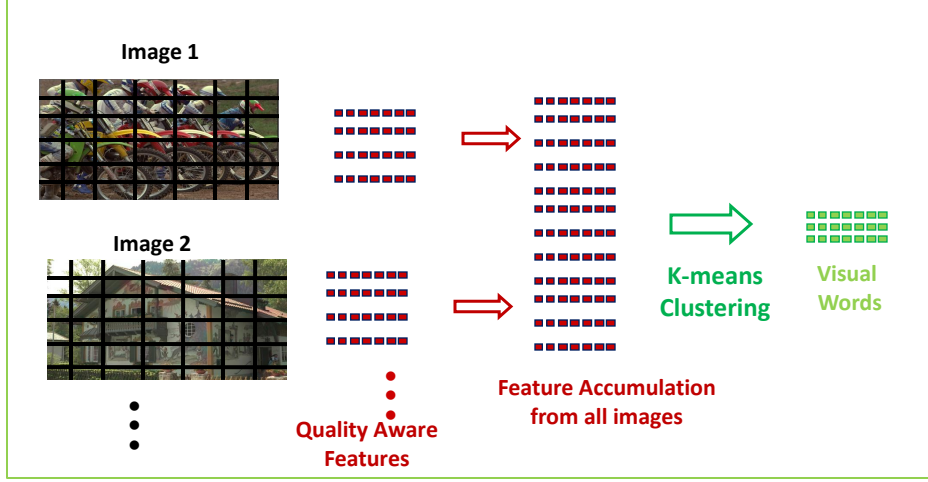 Image 1
Image 2
Quality Aware
Features
Feature Accumulation
from all images
K-means
Clustering
Visual
Words